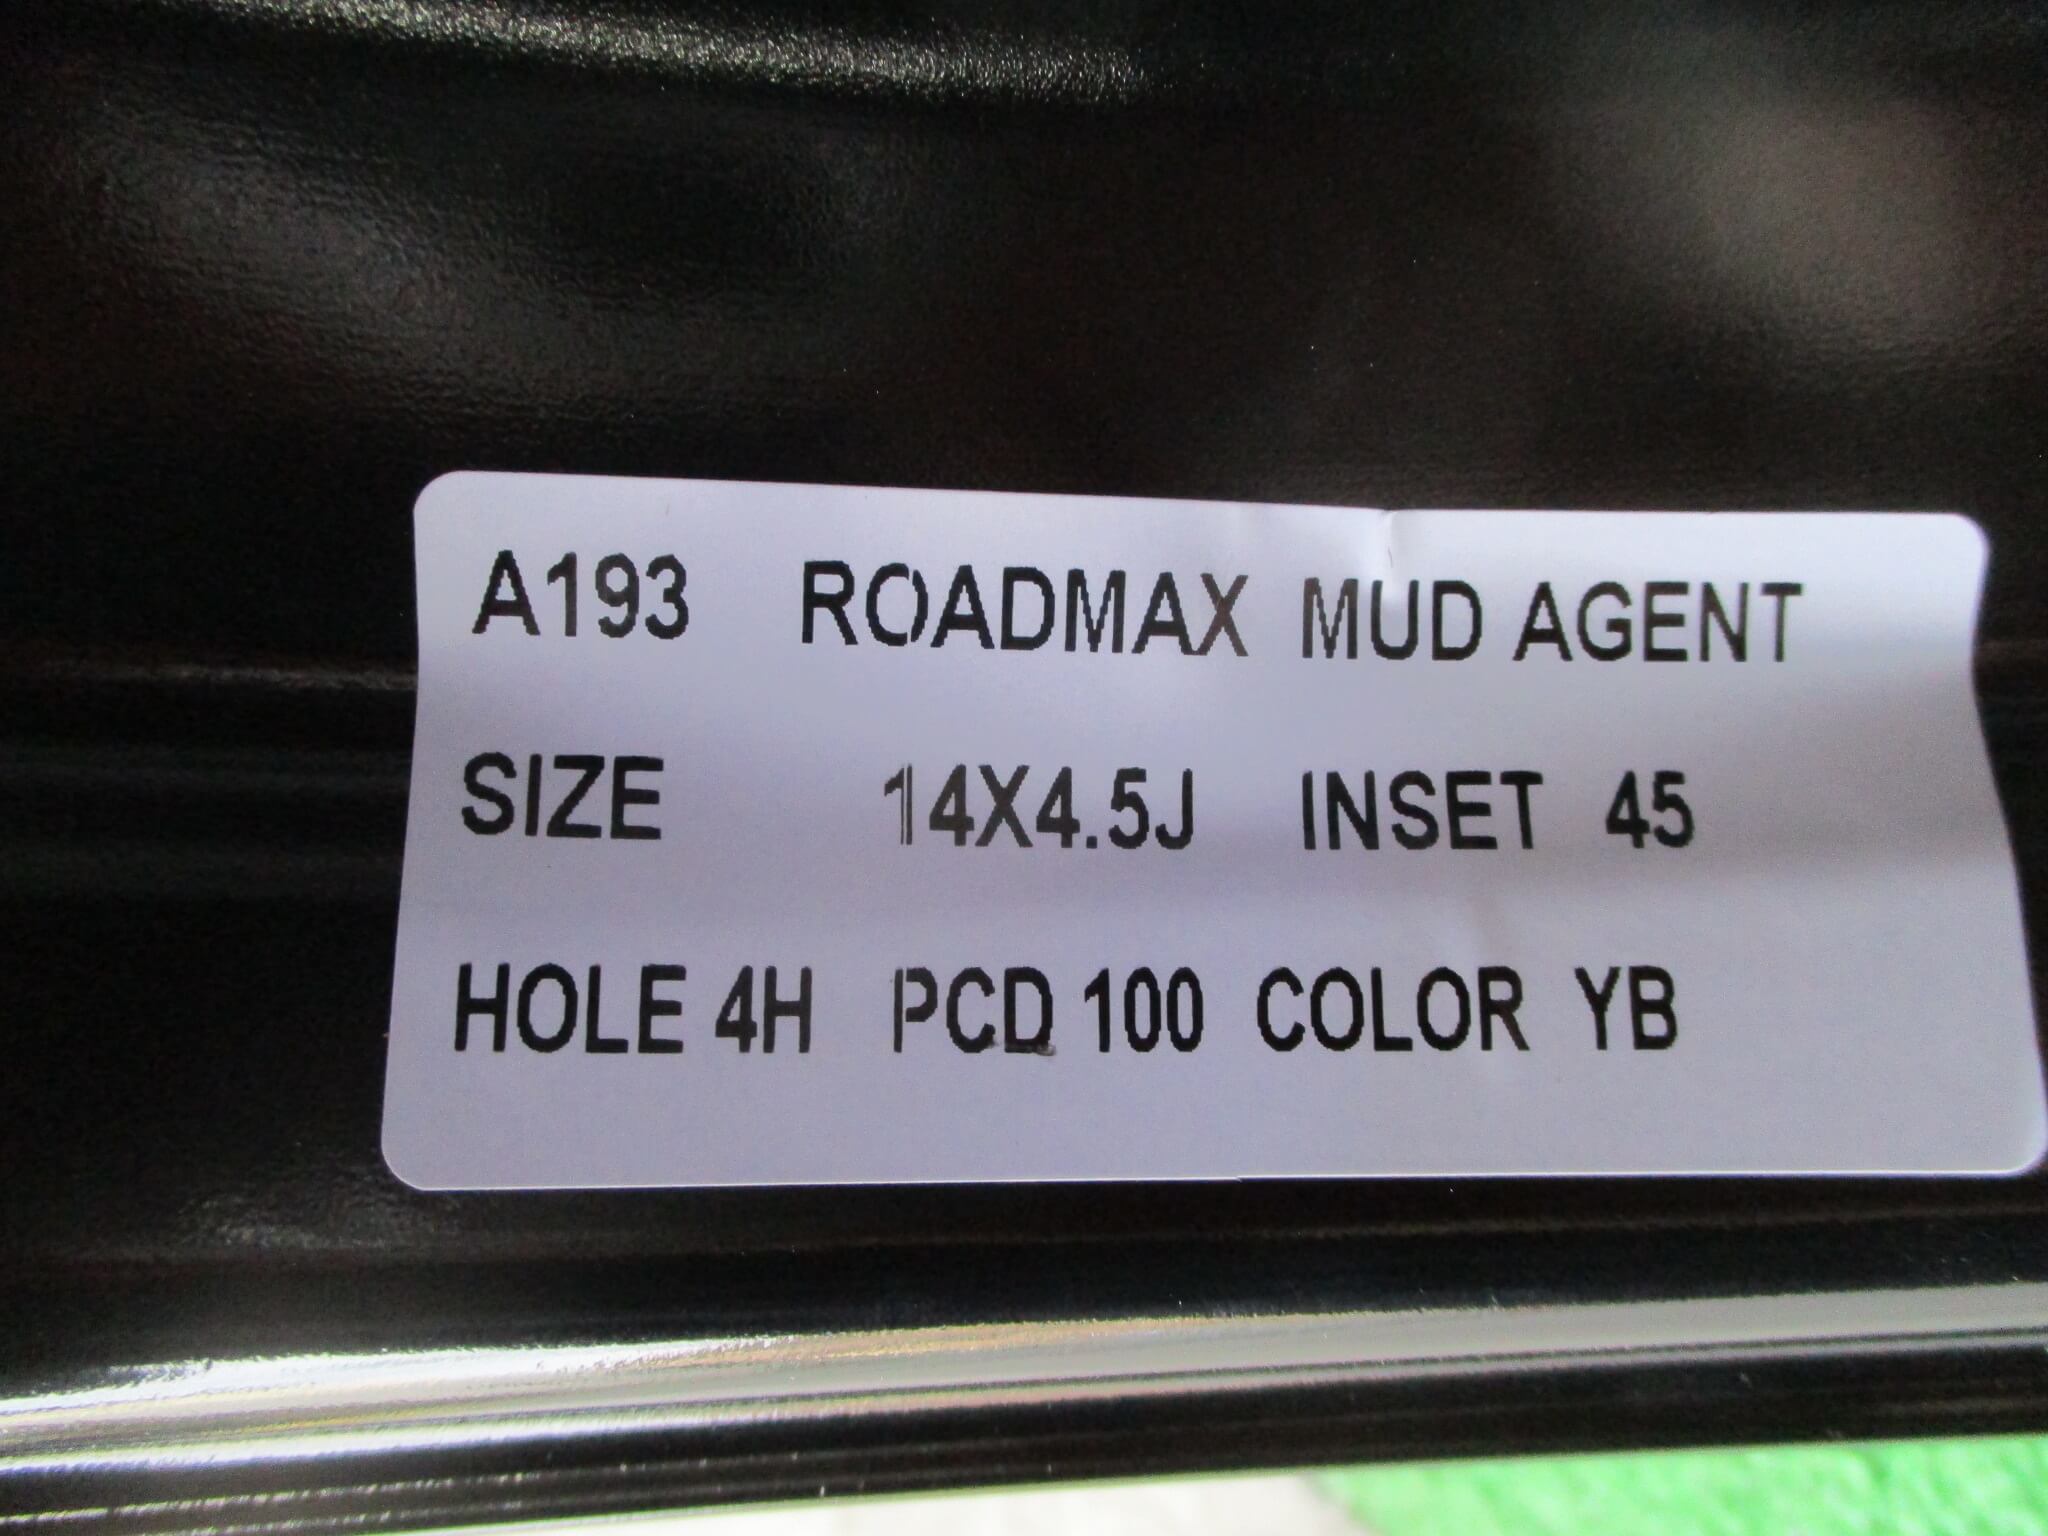 A193 ROADMAX MUD AGENT
SIZE 14X4.5J INSET 45
HOLE 4H PCD 100 COLOR YB